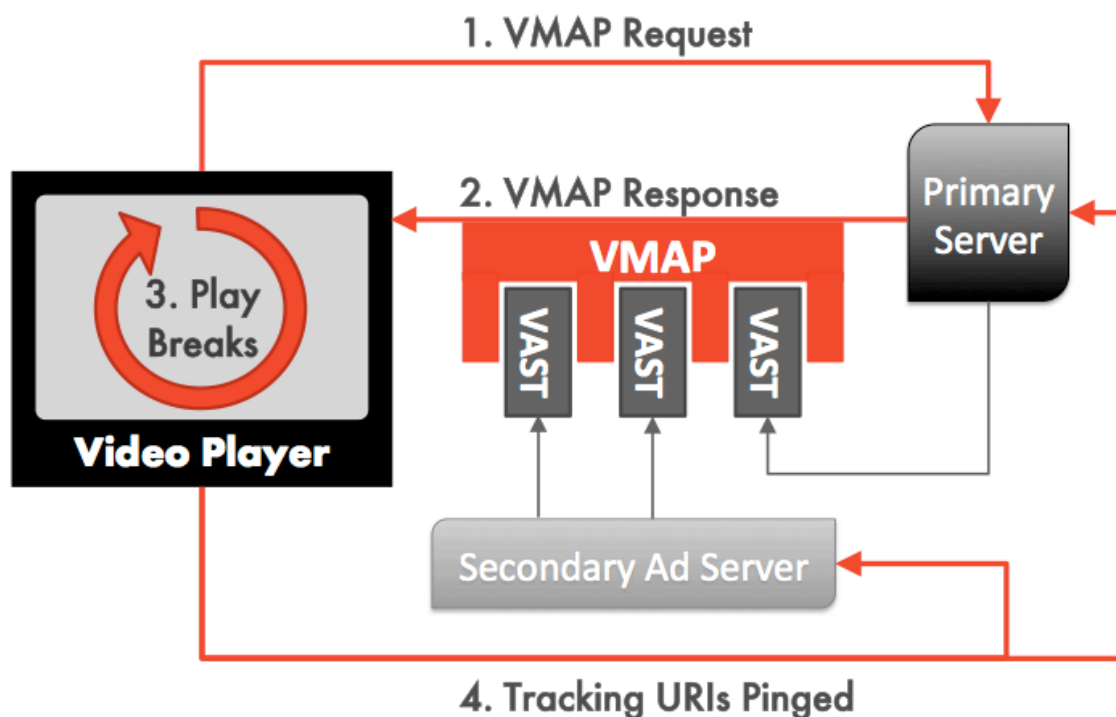 1. VMAP Request
2. VMAP Response
Primary
Server
VMAP
3. Play
Breaks
VAST
VAST
VAST
Video Player
Secondary Ad Server
4. Tracking URIs Pinged